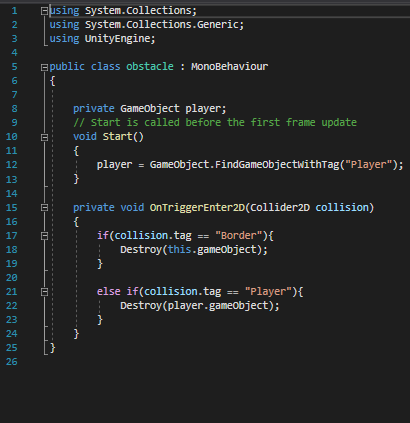 1 using System.Collections;
2 using System.Collections.Generic;
3 using UnityEngine;
4
5 public class obstacle : MonoBehaviour
6 {
7
8 private GameObject player;
9 // Start is called before the first frame update
10 void Start()
11 {
12 player = GameObject.FindGameObjectWithTag("Player");
13 }
14
15 private void OnTriggerEnter2D(Collider2D collision)
16 {
17 if(collision.tag == "Border"){
18 Destroy(this.gameObject);
19 }
20
21 else if(collision.tag == "Player"){
22 Destroy(player.gameObject);
23 }
24 }
25 }
26